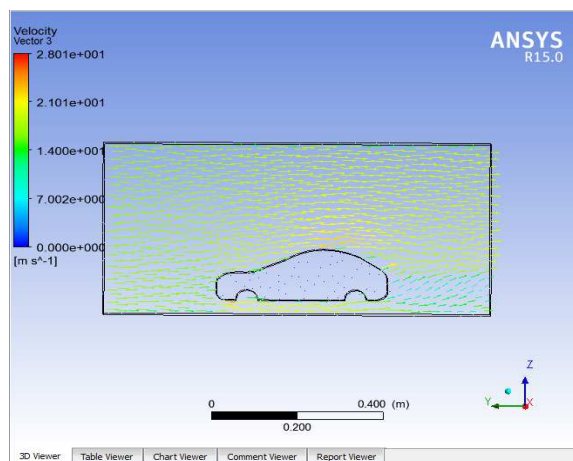 Velocity
Vector 3
2.801e+001
2.101e+001
1.400e+001
7.002e+000
0.000e+000
[m s^-1]
ANSYS
R15.0
Z
Y
X
0
0.400
(m)
0.200
3D Viewer
Table Viewer
Chart Viewer
Comment Viewer
Report Viewer